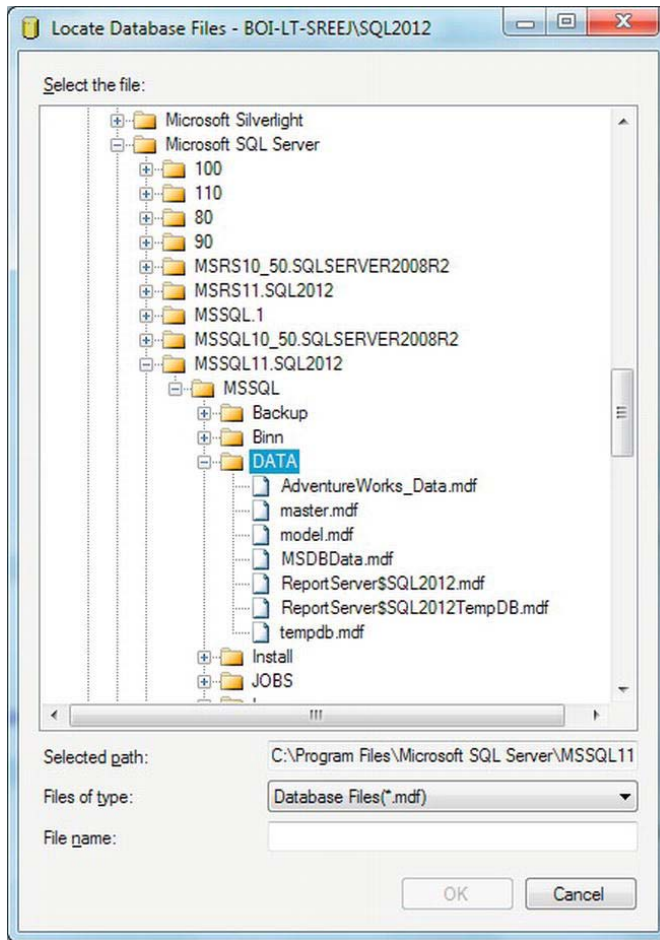 Locate Database Files - BOI-LT-SREEJ\SQL2012
Select the file:
Microsoft Silverlight
Microsoft SQL Server
100
110
80
90
MSRS10_50.SQLSERVER2008R2
MSRS11.SQL2012
MSSQL.1
MSSQL10_50.SQLSERVER2008R2
MSSQL11.SQL2012
MSSQL
Backup
Binn
DATA
AdventureWorks_Data.mdf
master.mdf
model.mdf
MSDBData.mdf
ReportServer$SQL2012.mdf
ReportServer$SQL2012TempDB.mdf
tempdb.mdf
Install
JOBS
Selected path: C:\Program Files\Microsoft SQL Server\MSSQL11
Files of type: Database Files(*.mdf)
File name:
OK Cancel